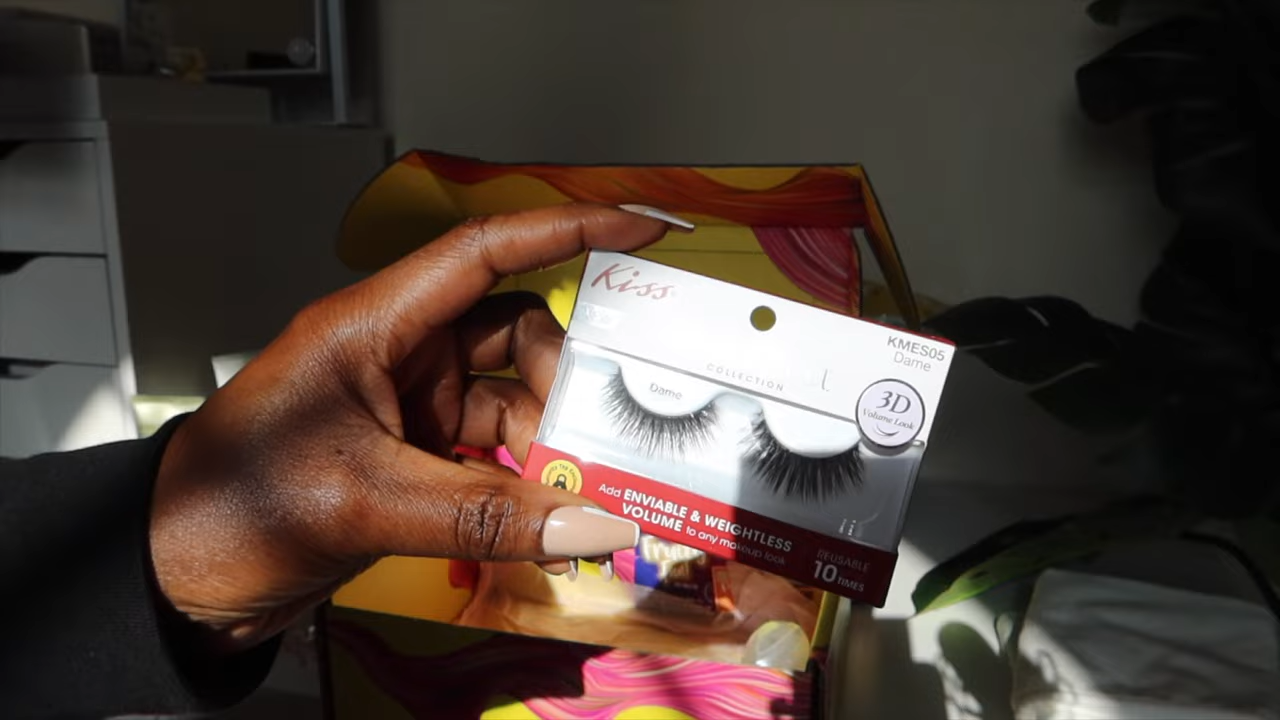 Kiss
KMES05
Dame
COLLECTION
Dame
3D
Volume Look
Add ENVIABLE & WEIGHTLESS
VOLUME to any makeup look
REUSABLE
10 TIMES